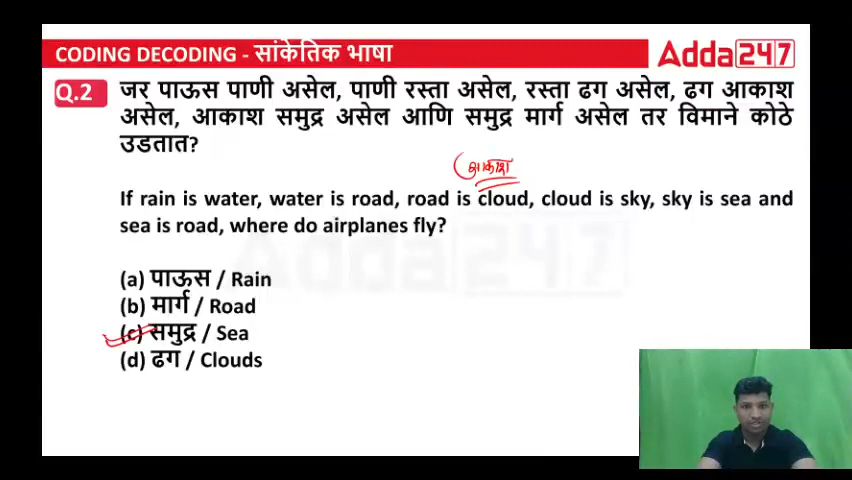 CODING DECODING - सांकेतिक भाषा
Adda247
Q.2
जर पाऊस पाणी असेल, पाणी रस्ता असेल, रस्ता ढग असेल, ढग आकाश
असेल, आकाश समुद्र असेल आणि समुद्र मार्ग असेल तर विमाने कोठे
उडतात?
आकाश
If rain is water, water is road, road is cloud, cloud is sky, sky is sea and
sea is road, where do airplanes fly?
(a) पाऊस / Rain
(b) मार्ग / Road
(c) समुद्र / Sea
(d) ढग / Clouds